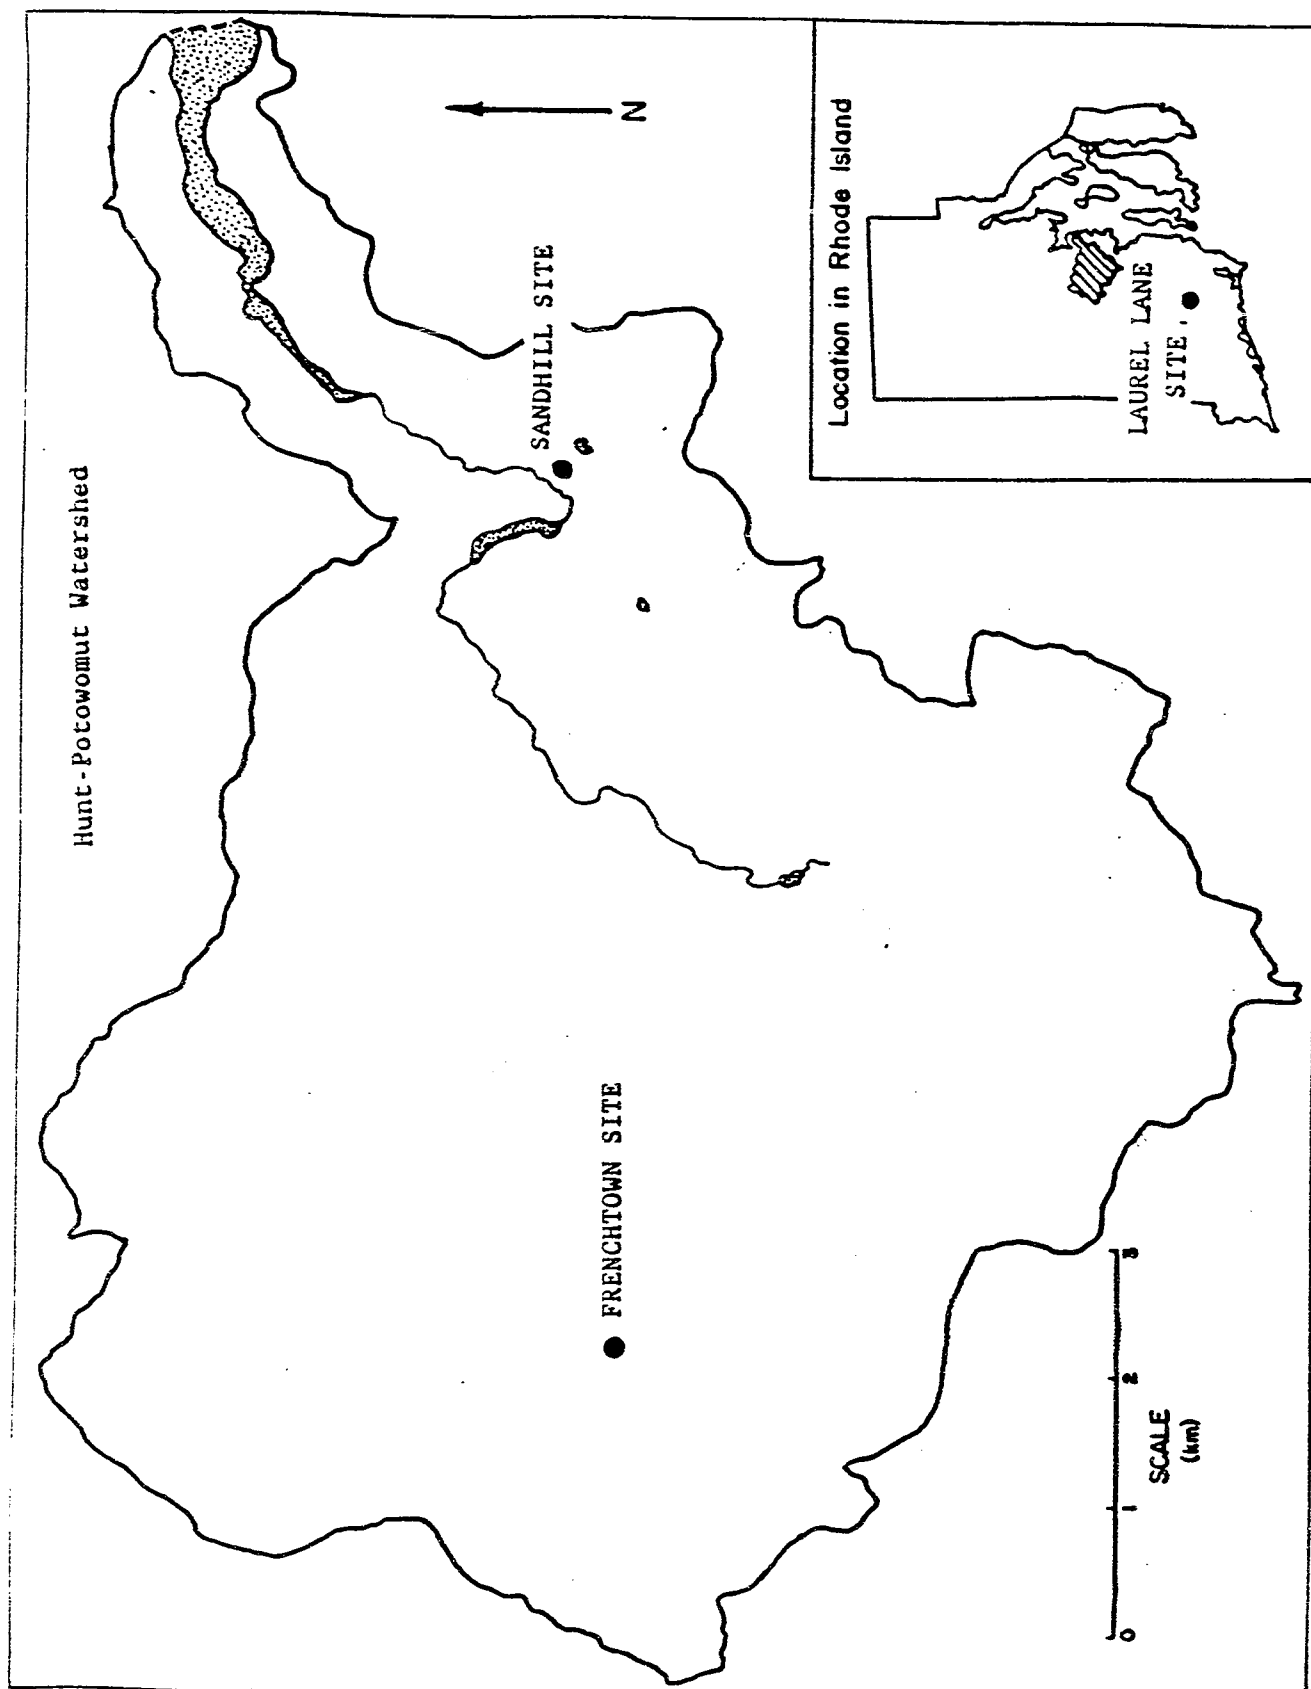 Hunt-Potowomut Watershed
N
SANDHILL SITE
FRENCHTOWN SITE
Location in Rhode Island
LAUREL LANE
SITE
0 1 2 3
SCALE
(km)